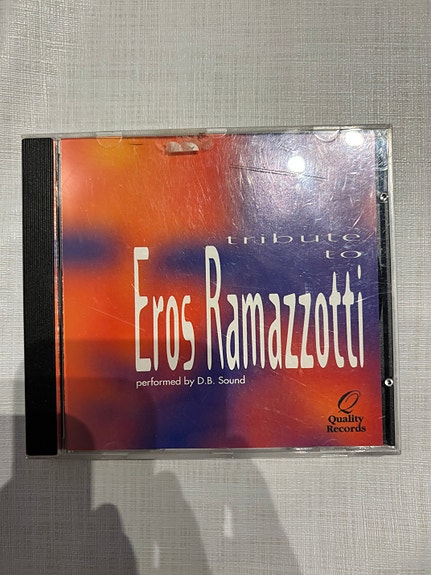 tribute
to
Eros Ramazzotti
performed by D.B. Sound
Q
Quality
Records